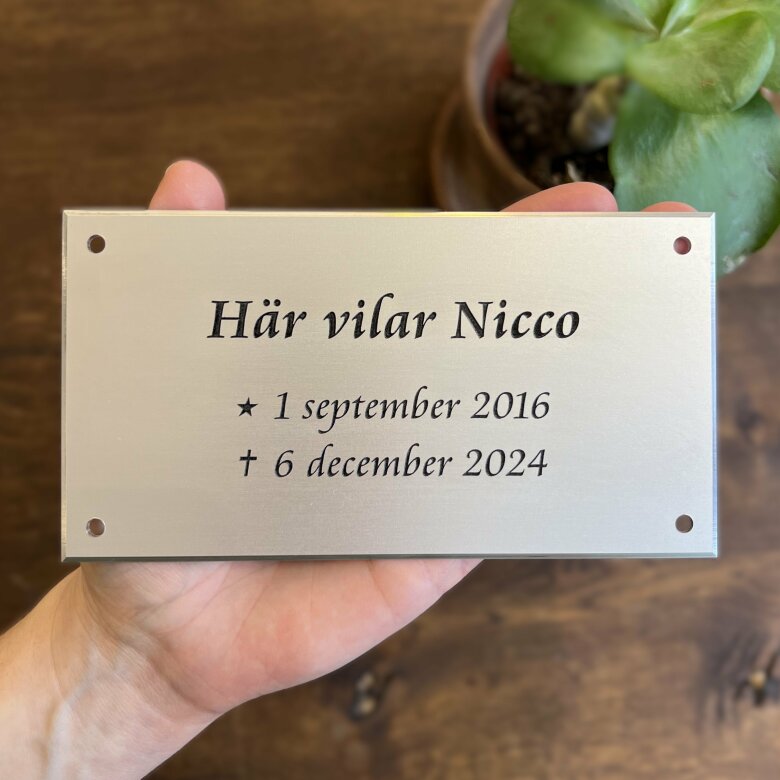 Här vilar Nicco
★ 1 september 2016
† 6 december 2024